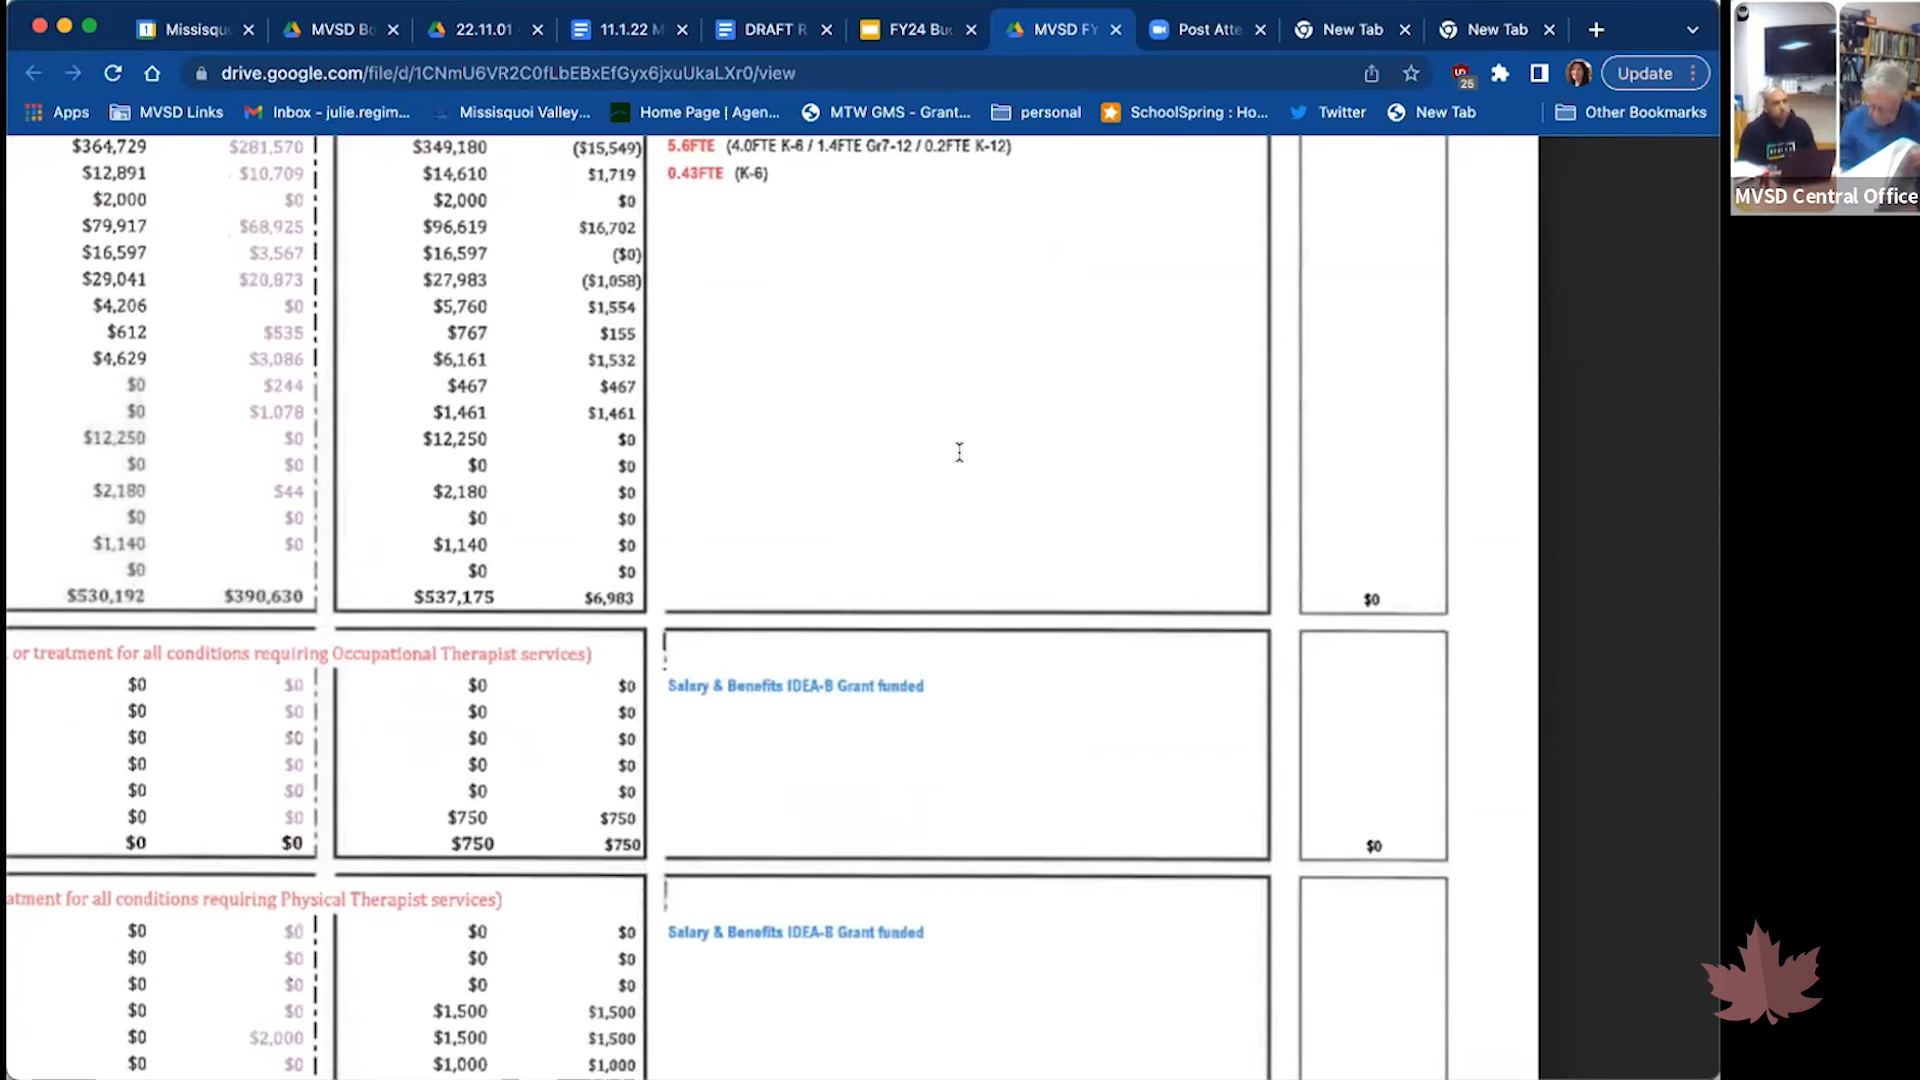 Missisqu
MVSD Bo
22.11.01
11.1.22 M
DRAFT R
FY24 Bu
MVSD FY
Post Atte
New Tab
New Tab
drive.google.com/file/d/1CNmU6VR2C0fLbEBxEfGyx6jxuUkaLXr0/view
25
Update
Apps
MVSD Links
Inbox – julie.regim...
Missisquoi Valley...
Home Page | Agen...
MTW GMS - Grant...
personal
SchoolSpring : Ho...
Twitter
New Tab
Other Bookmarks
MVSD Central Office
$364,729 $281,570 $349,180 ($15,549) 5.6FTE (4.0FTE K-6 / 1.4FTE Gr7-12 / 0.2FTE K-12)
$12,891 $10,709 $14,610 $1,719 0.43FTE (K-6)
$2,000 $0 $2,000 $0
$79,917 $68,925 $96,619 $16,702
$16,597 $3,567 $16,597 ($0)
$29,041 $20,873 $27,983 ($1,058)
$4,206 $0 $5,760 $1,554
$612 $535 $767 $155
$4,629 $3,086 $6,161 $1,532
$0 $244 $467 $467
$0 $1,078 $1,461 $1,461
$12,250 $0 $12,250 $0
$0 $0 $0 $0
$2,180 $44 $2,180 $0
$0 $0 $0 $0
$1,140 $0 $1,140 $0
$0 $0 $0
$530,192 $390,630 $537,175 $6,983 $0
or treatment for all conditions requiring Occupational Therapist services)
$0 $0 $0 $0 Salary & Benefits IDEA-B Grant funded
$0 $0 $0 $0
$0 $0 $0 $0
$0 $0 $0 $0
$0 $0 $0 $0
$0 $0 $750 $750
$0 $0 $750 $750 $0
atment for all conditions requiring Physical Therapist services)
$0 $0 $0 $0 Salary & Benefits IDEA-B Grant funded
$0 $0 $0 $0
$0 $0 $0 $0
$0 $0 $1,500 $1,500
$0 $2,000 $1,500 $1,500
$0 $0 $1,000 $1,000